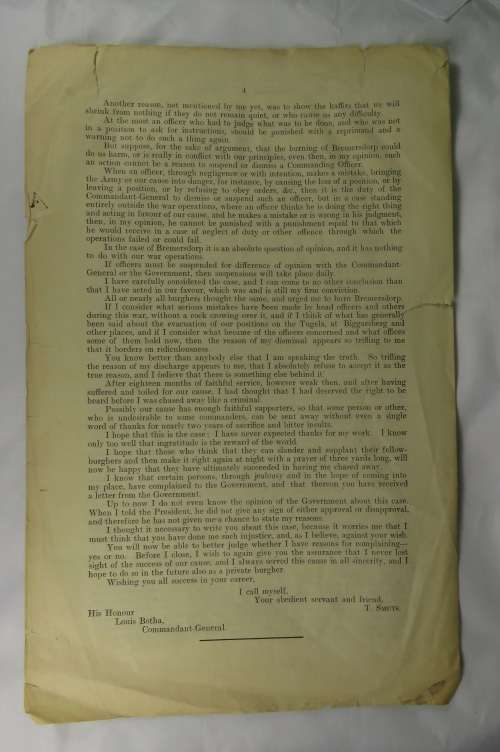 4
Another reason, not mentioned by me yet, was to show the kaffirs that we will
shrink from nothing if they do not remain quiet, or who cause us any difficulty.
At the most an officer who had to judge what was to be done, and who was not
in a position to ask for instructions, should be punished with a reprimand and a
warning not to do such a thing again.
But suppose, for the sake of argument, that the burning of Bremersdorp could
do us harm, or is really in conflict with our principles, even then, in my opinion, such
an action cannot be a reason to suspend or dismiss a Commanding Officer.
When an officer, through negligence or with intention, makes a mistake, bringing
the Army or our cause into danger, for instance, by causing the loss of a position, or by
leaving a position, or by refusing to obey orders, &c., then it is the duty of the
Commandant-General to dismiss or suspend such an officer, but in a case standing
entirely outside the war operations, where an officer thinks he is doing the right thing
and acting in favour of our cause, and he makes a mistake or is wrong in his judgment,
then, in my opinion, he cannot be punished with a punishment equal to that which
he would receive in a case of neglect of duty or other offence through which the
operations failed or could fail.
In the case of Bremersdorp it is an absolute question of opinion, and it has nothing
to do with our war operations.
If officers must be suspended for difference of opinion with the Commandant-
General or the Government, then suspensions will take place daily.
I have carefully considered the case, and I can come to no other conclusion than
that I have acted in our favour, which was and is still my firm conviction.
All or nearly all burghers thought the same, and urged me to burn Bremersdorp.
If I consider what serious mistakes have been made by head officers and others
during this war, without a cock crowing over it, and if I think of what has generally
been said about the evacuation of our positions on the Tugela, at Biggarsberg and
other places, and if I consider what became of the officers concerned and what offices
some of them hold now, then the reason of my dismissal appears so trifling to me
that it borders on ridiculousness.
You know better than anybody else that I am speaking the truth. So trifling
the reason of my discharge appears to me, that I absolutely refuse to accept it as the
true reason, and I believe that there is something else behind it.
After eighteen months of faithful service, however weak then, and after having
suffered and toiled for our cause, I had thought that I had deserved the right to be
heard before I was chased away like a criminal.
Possibly our cause has enough faithful supporters, so that some person or other,
who is undesirable to some commanders, can be sent away without even a single
word of thanks for nearly two years of sacrifice and bitter insults.
I hope that this is the case; I have never expected thanks for my work. I know
only too well that ingratitude is the reward of the world.
I hope that those who think that they can slander and supplant their fellow-
burghers and then make it right again at night with a prayer of three yards long, will
now be happy that they have ultimately succeeded in having me chased away.
I know that certain persons, through jealousy and in the hope of coming into
my place, have complained to the Government, and that thereon you have received
a letter from the Government.
Up to now I do not even know the opinion of the Government about this case.
When I told the President, he did not give any sign of either approval or disapproval,
and therefore he has not given me a chance to state my reasons.
I thought it necessary to write you about this case, because it worries me that I
must think that you have done me such injustice, and, as I believe, against your wish.
You will now be able to better judge whether I have reasons for complaining—
yes or no. Before I close, I wish to again give you the assurance that I never lost
sight of the success of our cause, and I always served this cause in all sincerity, and I
hope to do so in the future also as a private burgher.
Wishing you all success in your career,
I call myself,
Your obedient servant and friend,
T. SMUTS.
His Honour
Louis Botha,
Commandant-General.